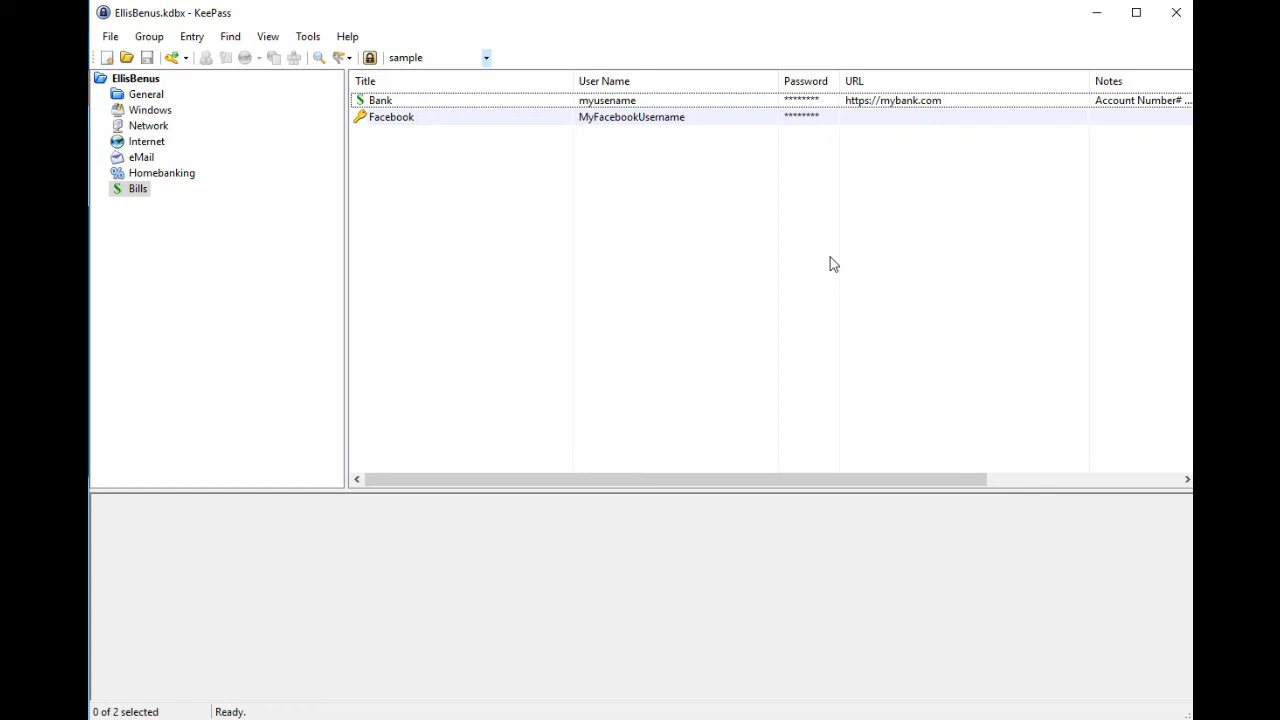 EllisBenus.kdbx - KeePass
File Group Entry Find View Tools Help
sample
EllisBenus
General
Windows
Network
Internet
eMail
Homebanking
Bills
Title User Name Password URL Notes
Bank myusename ******** https://mybank.com Account Number# ...
Facebook MyFacebookUsername ********
0 of 2 selected Ready.